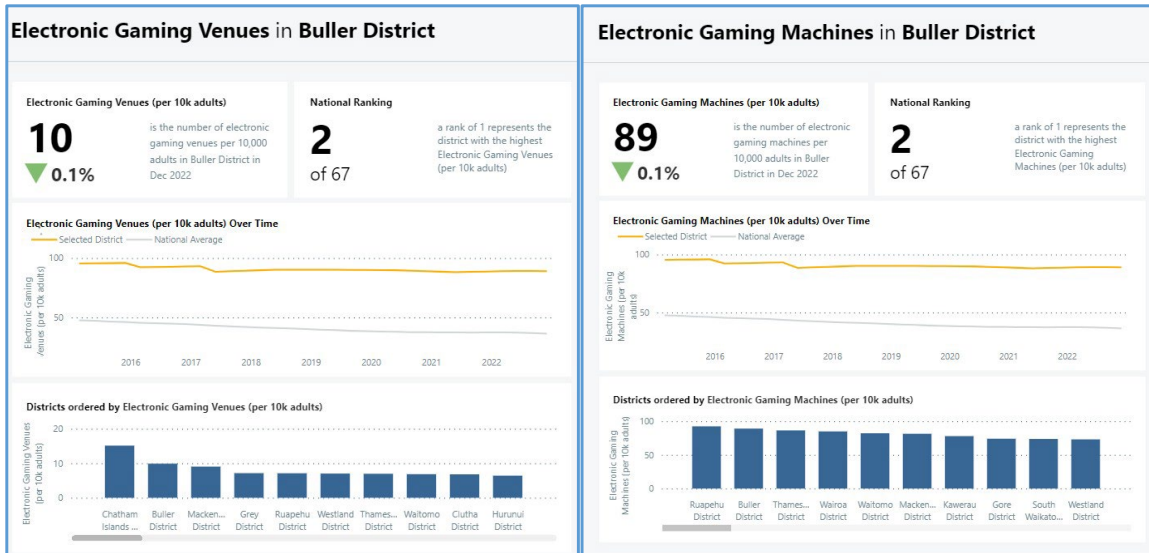 Electronic Gaming Venues in Buller District
Electronic Gaming Venues (per 10k adults)
10
0.1%
is the number of electronic
gaming venues per 10,000
adults in Buller District in
Dec 2022
National Ranking
2
of 67
a rank of 1 represents the
district with the highest
Electronic Gaming Venues
(per 10k adults)
Electronic Gaming Venues (per 10k adults) Over Time
Selected District National Average
Electronic Gaming
Venues (per 10k adults)
100
50
2016 2017 2018 2019 2020 2021 2022
Districts ordered by Electronic Gaming Venues (per 10k adults)
Electronic Gaming Venues
(per 10k adults)
20
10
0
Chatham Islands ...
Buller District
Macken... District
Grey District
Ruapehu District
Westland District
Thames... District
Waitomo District
Clutha District
Hurunui District
Electronic Gaming Machines in Buller District
Electronic Gaming Machines (per 10k adults)
89
0.1%
is the number of electronic
gaming machines per
10,000 adults in Buller
District in Dec 2022
National Ranking
2
of 67
a rank of 1 represents the
district with the highest
Electronic Gaming
Machines (per 10k adults)
Electronic Gaming Machines (per 10k adults) Over Time
Selected District National Average
Electronic Gaming
Machines (per 10k
adults)
100
50
2016 2017 2018 2019 2020 2021 2022
Districts ordered by Electronic Gaming Machines (per 10k adults)
Electronic Gaming
Machines (per 10k adults)
100
50
0
Ruapehu District
Buller District
Thames... District
Wairoa District
Waitomo District
Macken... District
Kawerau District
Gore District
South Waikato...
Westland District